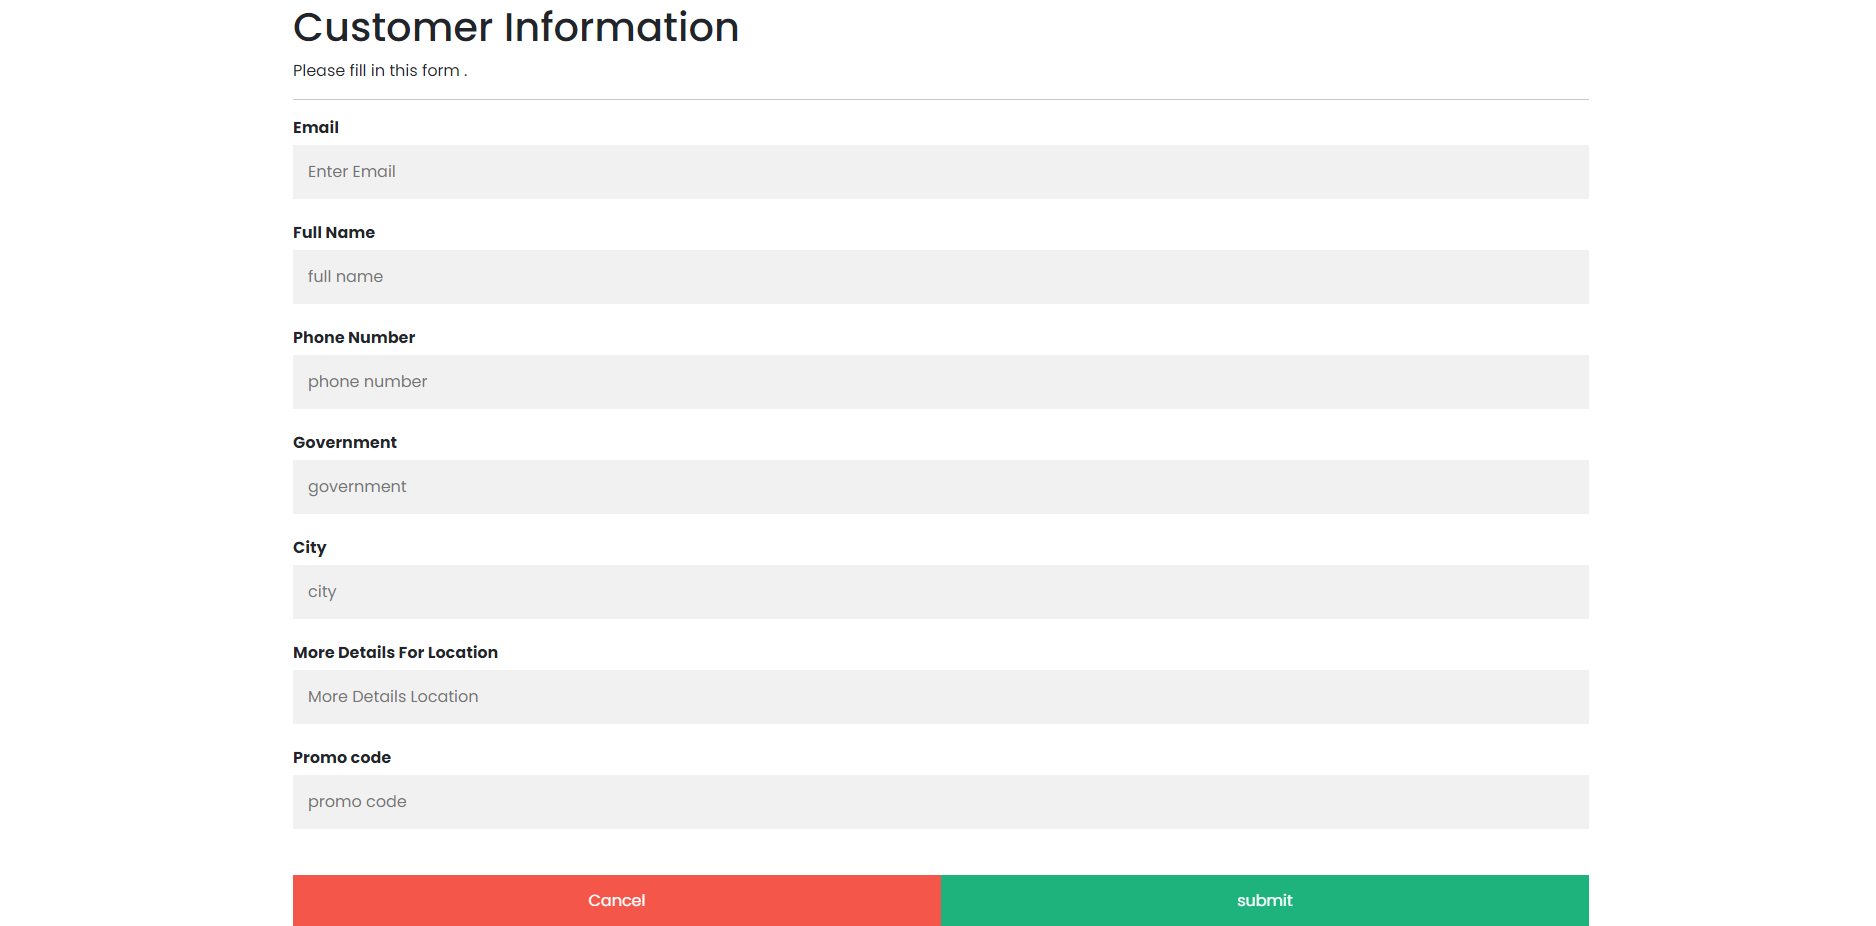 Customer Information
Please fill in this form .
Email
Enter Email
Full Name
full name
Phone Number
phone number
Government
government
City
city
More Details For Location
More Details Location
Promo code
promo code
Cancel
submit